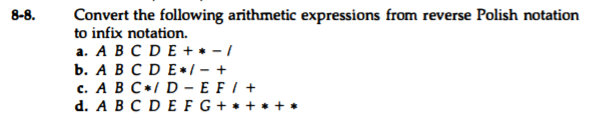 8-8. Convert the following arithmetic expressions from reverse Polish notation
to infix notation.
a. A B C D E + * – /
b. A B C D E * / – +
c. A B C * / D – E F / +
d. A B C D E F G + * + * + *